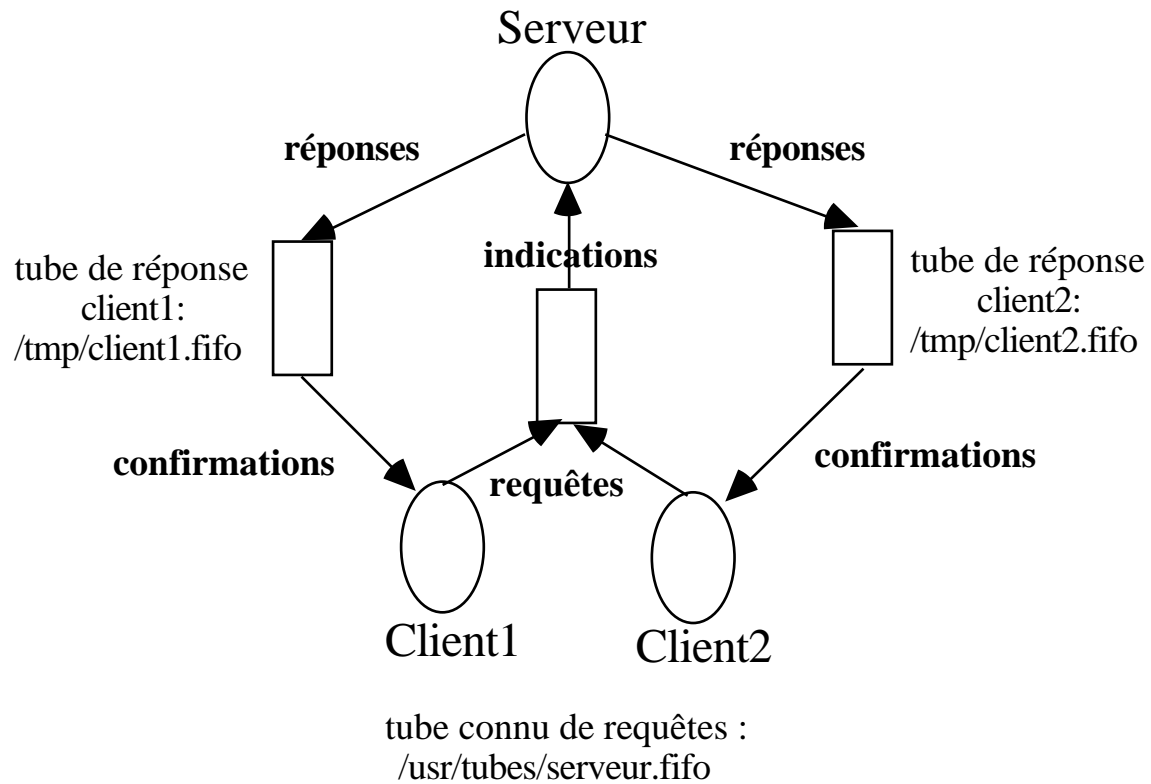 Serveur
réponses
réponses
indications
tube de réponse
client1:
/tmp/client1.fifo
tube de réponse
client2:
/tmp/client2.fifo
confirmations
requêtes
confirmations
Client1
Client2
tube connu de requêtes :
/usr/tubes/serveur.fifo